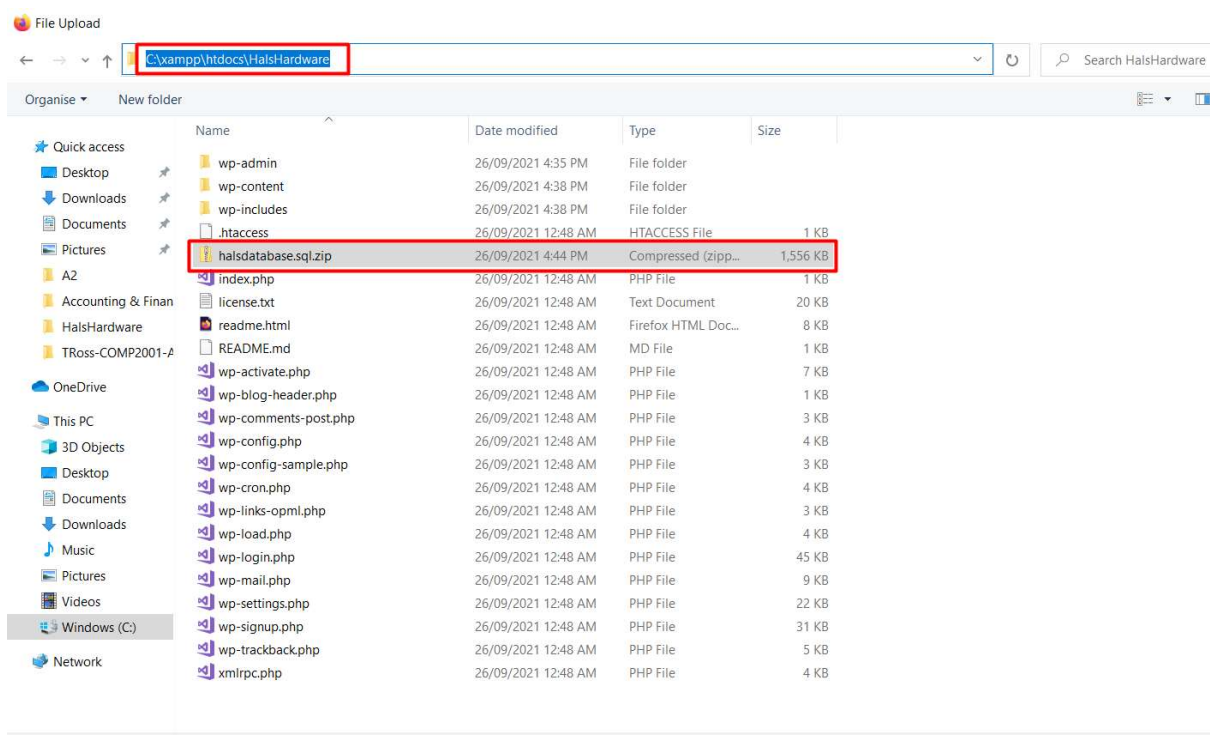 File Upload
C:\xampp\htdocs\HalsHardware
Search HalsHardware
Organise
New folder
Name Date modified Type Size
Quick access
Desktop
Downloads
Documents
Pictures
A2
Accounting & Finan
HalsHardware
TRoss-COMP2001-A
OneDrive
This PC
3D Objects
Desktop
Documents
Downloads
Music
Pictures
Videos
Windows (C:)
Network
wp-admin 26/09/2021 4:35 PM File folder
wp-content 26/09/2021 4:38 PM File folder
wp-includes 26/09/2021 4:38 PM File folder
.htaccess 26/09/2021 12:48 AM HTACCESS File 1 KB
halsdatabase.sql.zip 26/09/2021 4:44 PM Compressed (zipp... 1,556 KB
index.php 26/09/2021 12:48 AM PHP File 1 KB
license.txt 26/09/2021 12:48 AM Text Document 20 KB
readme.html 26/09/2021 12:48 AM Firefox HTML Doc... 8 KB
README.md 26/09/2021 12:48 AM MD File 1 KB
wp-activate.php 26/09/2021 12:48 AM PHP File 7 KB
wp-blog-header.php 26/09/2021 12:48 AM PHP File 1 KB
wp-comments-post.php 26/09/2021 12:48 AM PHP File 3 KB
wp-config.php 26/09/2021 12:48 AM PHP File 4 KB
wp-config-sample.php 26/09/2021 12:48 AM PHP File 3 KB
wp-cron.php 26/09/2021 12:48 AM PHP File 4 KB
wp-links-opml.php 26/09/2021 12:48 AM PHP File 3 KB
wp-load.php 26/09/2021 12:48 AM PHP File 4 KB
wp-login.php 26/09/2021 12:48 AM PHP File 45 KB
wp-mail.php 26/09/2021 12:48 AM PHP File 9 KB
wp-settings.php 26/09/2021 12:48 AM PHP File 22 KB
wp-signup.php 26/09/2021 12:48 AM PHP File 31 KB
wp-trackback.php 26/09/2021 12:48 AM PHP File 5 KB
xmlrpc.php 26/09/2021 12:48 AM PHP File 4 KB